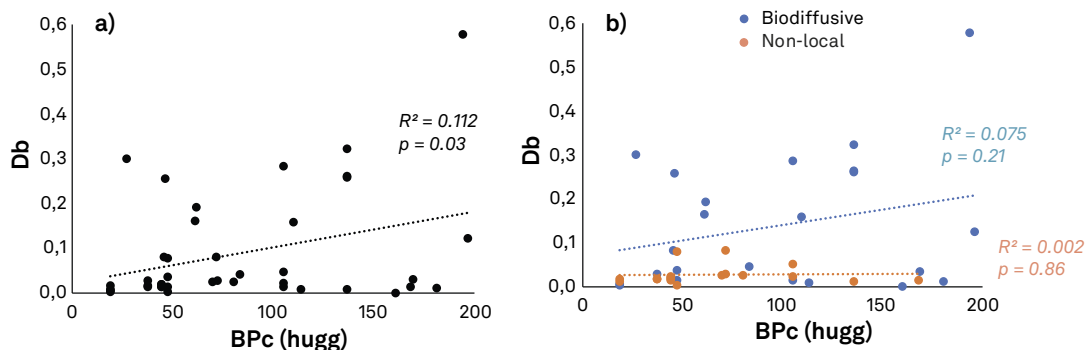 a)
0,6
0,5
0,4
0,3
0,2
0,1
0,0
Db
R² = 0.112
p = 0.03
0
50
100
150
200
BPc (hugg)
b)
Biodiffusive
Non-local
0,6
0,5
0,4
0,3
0,2
0,1
0,0
Db
R² = 0.075
p = 0.21
R² = 0.002
p = 0.86
0
50
100
150
200
BPc (hugg)